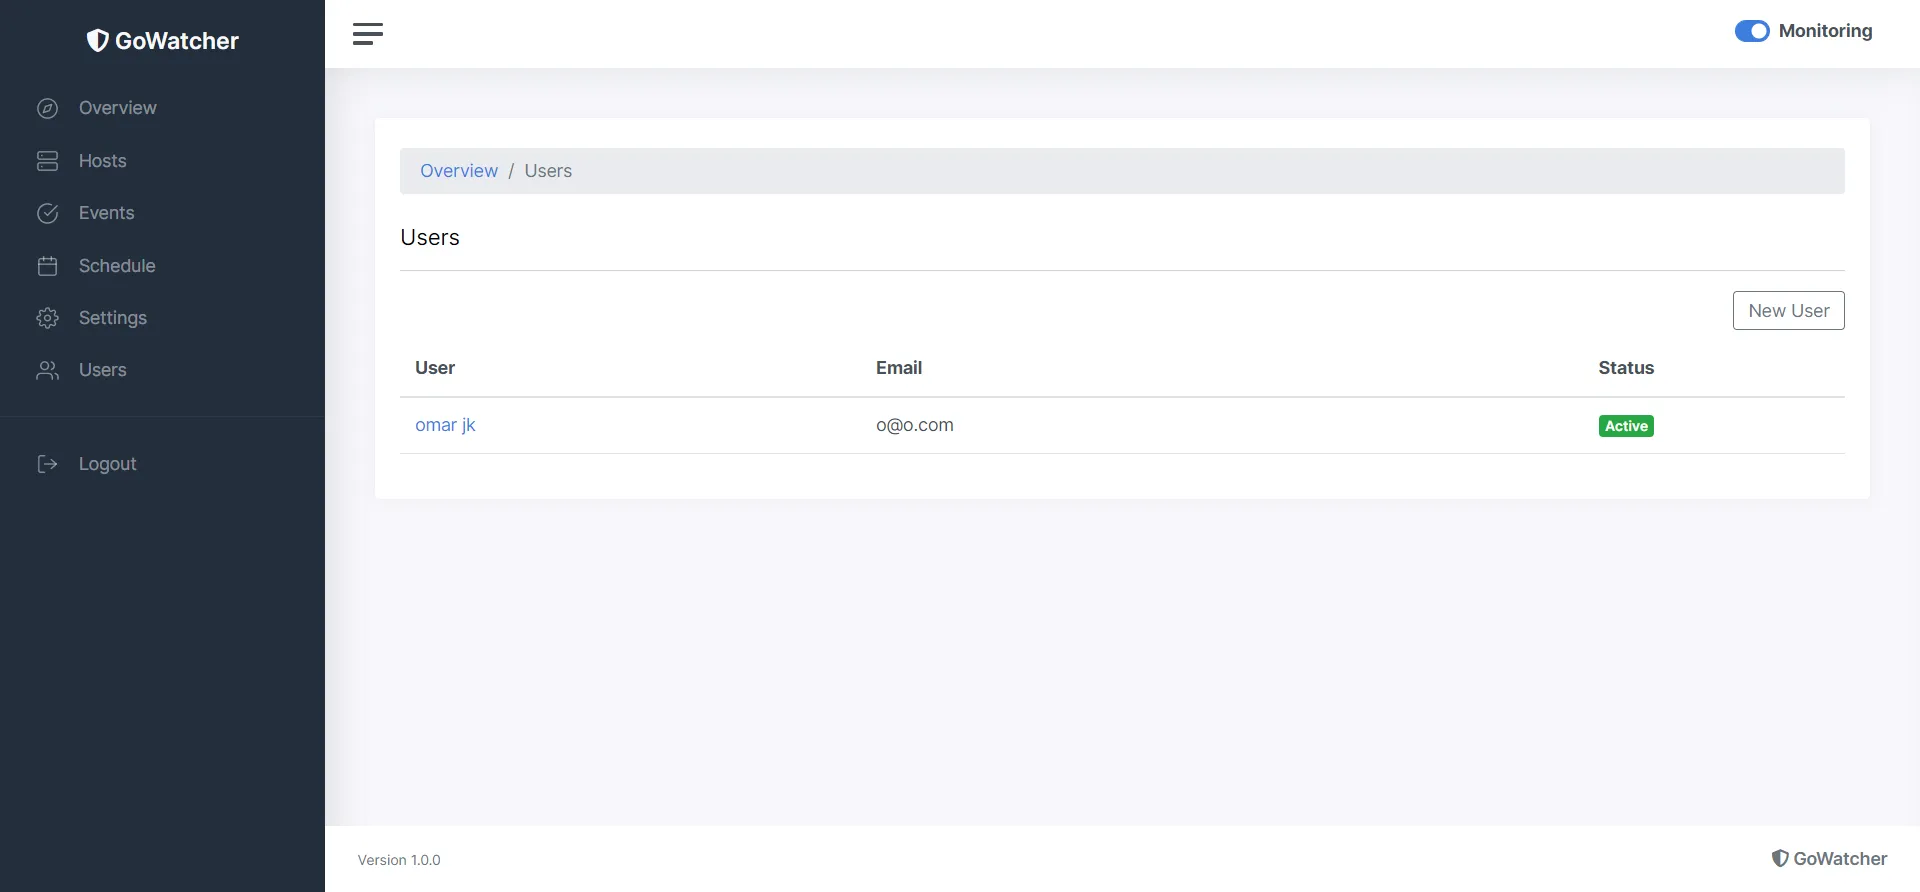 GoWatcher
Overview
Hosts
Events
Schedule
Settings
Users
Logout
Monitoring
Overview / Users
Users
New User
User Email Status
omar jk o@o.com Active
Version 1.0.0
GoWatcher